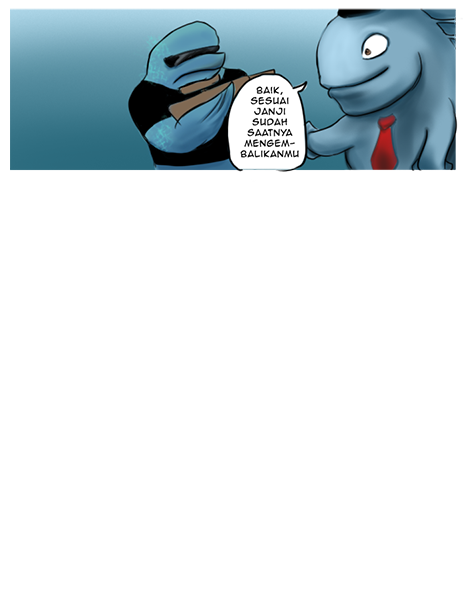 BAIK,
SESUAI
JANJI
SUDAH
SAATNYA
MENGEM-
BALIKANMU